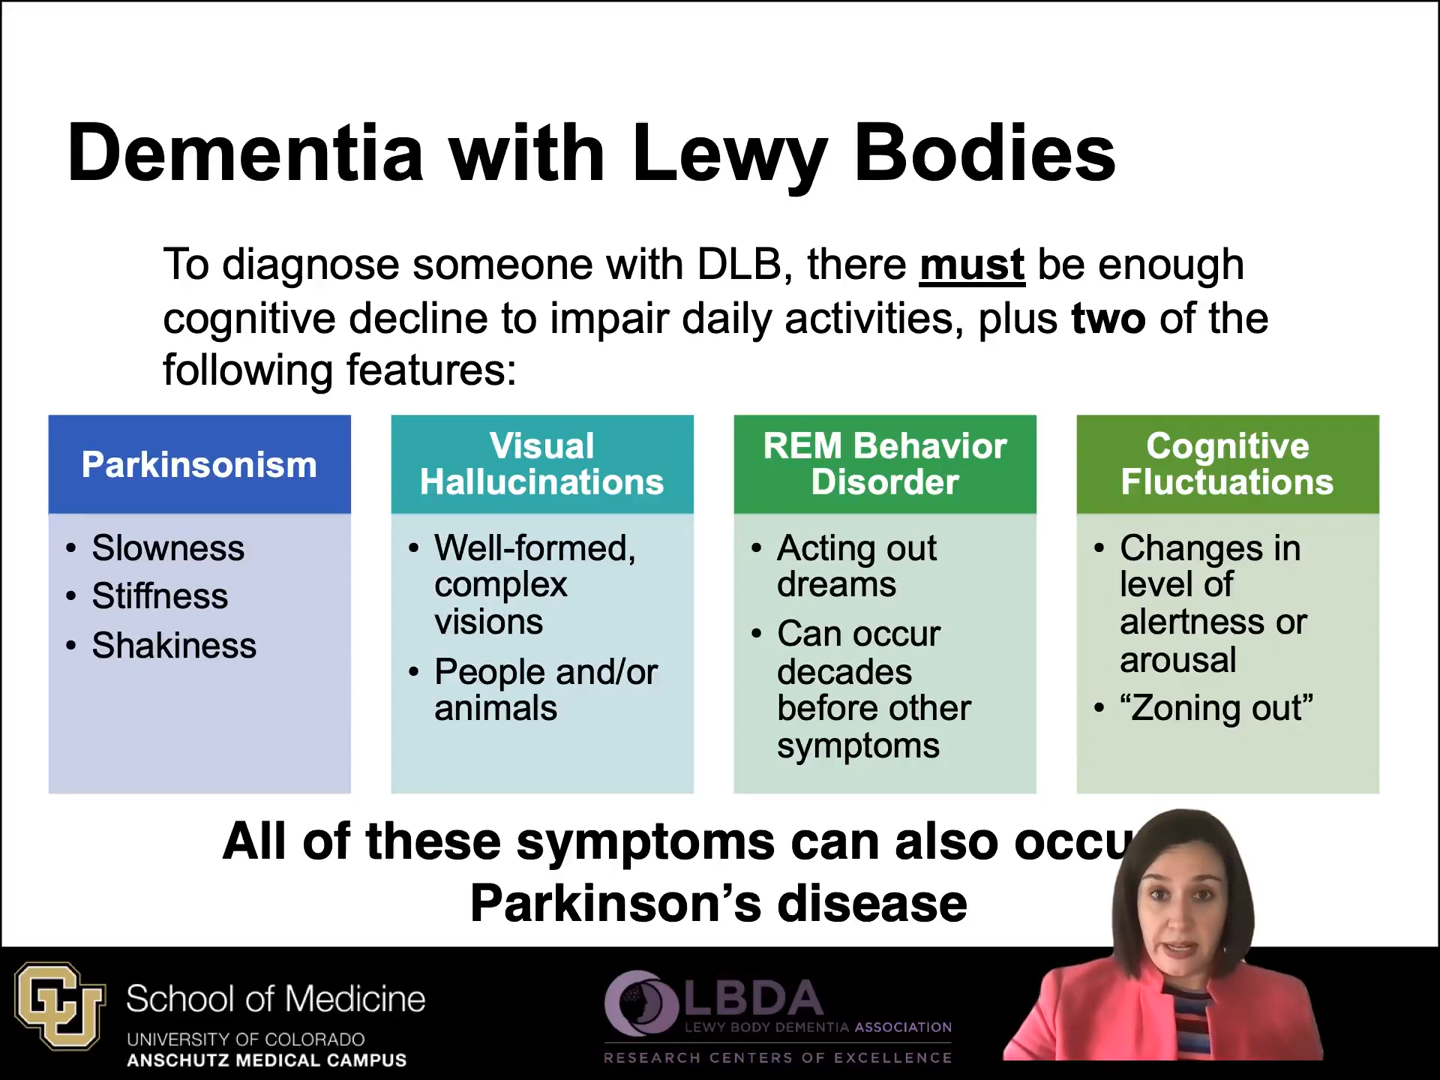 Dementia with Lewy Bodies
To diagnose someone with DLB, there must be enough
cognitive decline to impair daily activities, plus two of the
following features:
Parkinsonism
• Slowness
• Stiffness
• Shakiness
Visual
Hallucinations
• Well-formed,
complex
visions
• People and/or
animals
REM Behavior
Disorder
• Acting out
dreams
• Can occur
decades
before other
symptoms
Cognitive
Fluctuations
• Changes in
level of
alertness or
arousal
• “Zoning out”
All of these symptoms can also
Parkinson’s disease
CU
School of Medicine
UNIVERSITY OF COLORADO
ANSCHUTZ MEDICAL CAMPUS
LBDA
LEWY BODY DEMENTIA ASSOCIATION
RESEARCH CENTERS OF EXCELLENCE